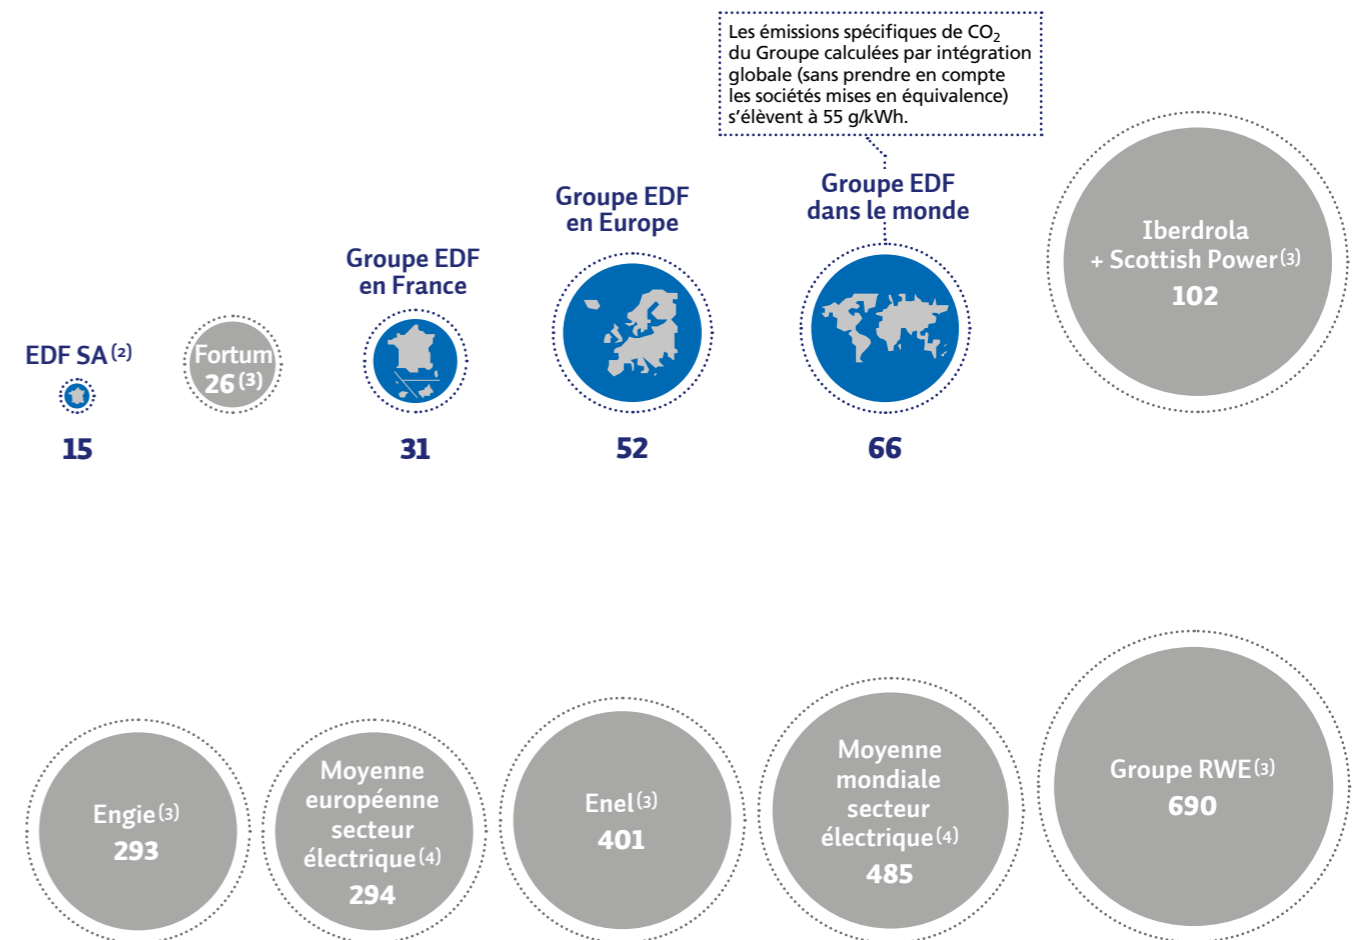 Les émissions spécifiques de CO2
du Groupe calculées par intégration
globale (sans prendre en compte
les sociétés mises en équivalence)
s'élèvent à 55 g/kWh.
EDF SA (2)
15
Fortum
26 (3)
Groupe EDF
en France
31
Groupe EDF
en Europe
52
Groupe EDF
dans le monde
66
Iberdrola
+ Scottish Power (3)
102
Engie (3)
293
Moyenne
européenne
secteur
électrique (4)
294
Enel (3)
401
Moyenne
mondiale
secteur
électrique (4)
485
Groupe RWE (3)
690